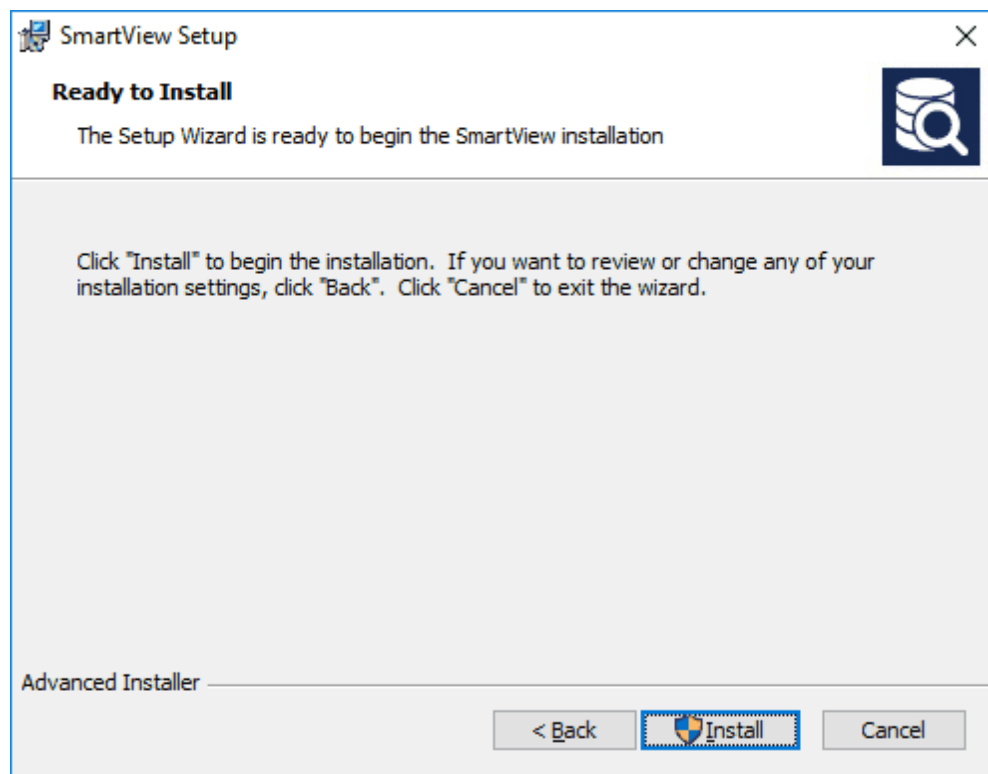 SmartView Setup
Ready to Install
The Setup Wizard is ready to begin the SmartView installation
Click "Install" to begin the installation.  If you want to review or change any of your
installation settings, click "Back".  Click "Cancel" to exit the wizard.
Advanced Installer
< Back Install Cancel